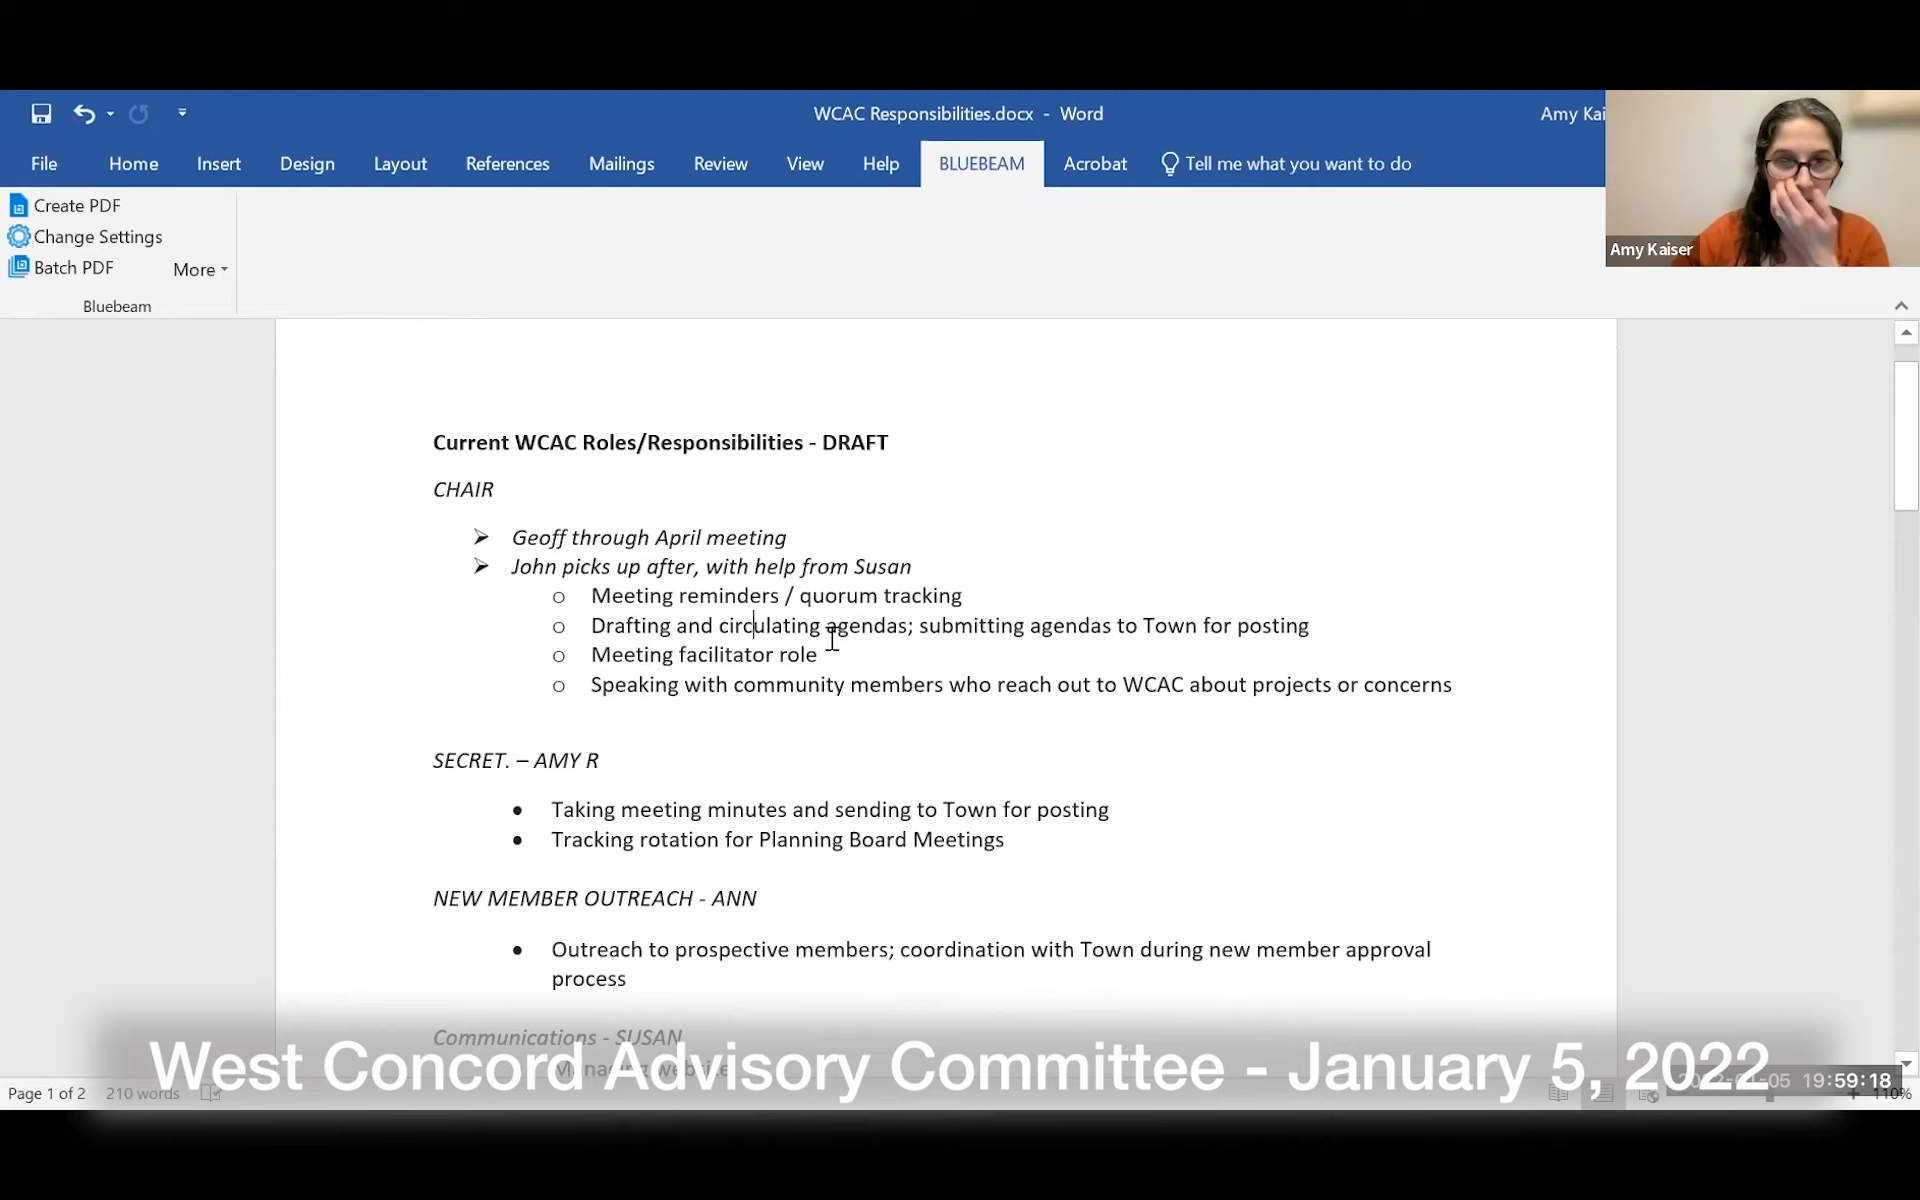 WCAC Responsibilities.docx - Word
Amy Kai
File Home Insert Design Layout References Mailings Review View Help BLUEBEAM Acrobat Tell me what you want to do
Create PDF
Change Settings
Batch PDF
More
Bluebeam
Amy Kaiser
Current WCAC Roles/Responsibilities - DRAFT
CHAIR
➢ Geoff through April meeting
➢ John picks up after, with help from Susan
o Meeting reminders / quorum tracking
o Drafting and circulating agendas; submitting agendas to Town for posting
o Meeting facilitator role
o Speaking with community members who reach out to WCAC about projects or concerns
SECRET. – AMY R
• Taking meeting minutes and sending to Town for posting
• Tracking rotation for Planning Board Meetings
NEW MEMBER OUTREACH - ANN
• Outreach to prospective members; coordination with Town during new member approval
process
Communications - SUSAN
West Concord Advisory Committee - January 5, 2022
19:59:18
Page 1 of 2 210 words
110%